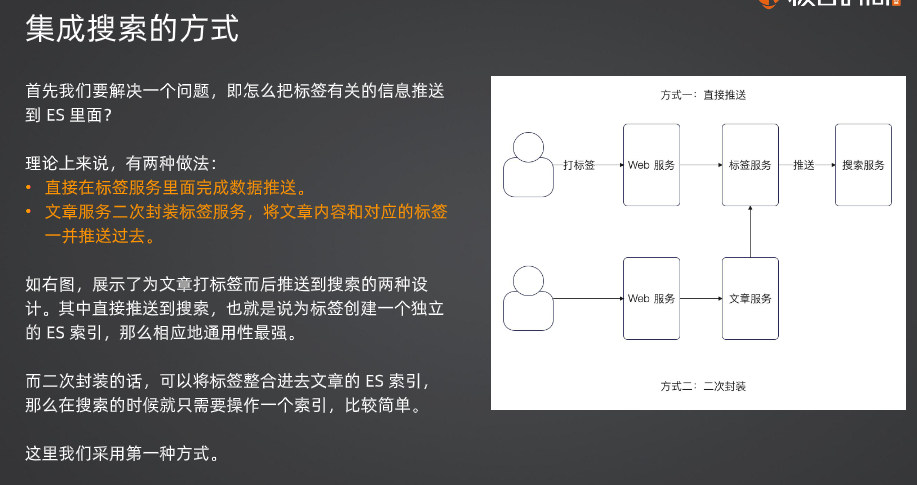 集成搜索的方式
首先我们要解决一个问题，即怎么把标签有关的信息推送
到 ES 里面？
理论上来说，有两种做法：
• 直接在标签服务里面完成数据推送。
• 文章服务二次封装标签服务，将文章内容和对应的标签
一并推送过去。
如右图，展示了为文章打标签而后推送到搜索的两种设
计。其中直接推送到搜索，也就是说为标签创建一个独立
的 ES 索引，那么相应地通用性最强。
而二次封装的话，可以将标签整合进去文章的 ES 索引，
那么在搜索的时候就只需要操作一个索引，比较简单。
这里我们采用第一种方式。
方式一：直接推送
打标签
Web 服务
标签服务
推送
搜索服务
Web 服务
文章服务
方式二：二次封装